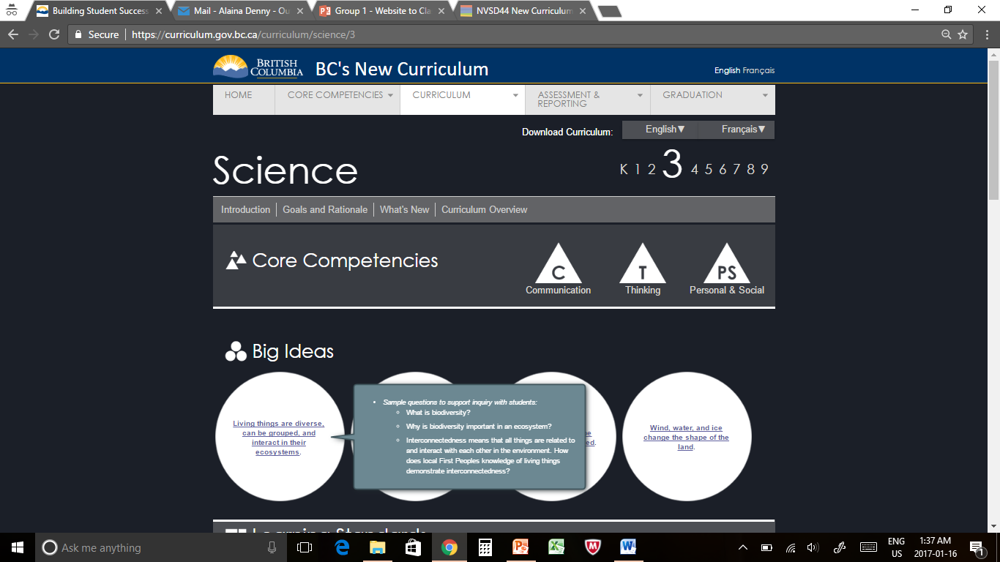 Building Student Success
Mail - Alaina Denny - Ou
Group 1 - Website to Cla
NVSD44 New Curriculum
Secure | https://curriculum.gov.bc.ca/curriculum/science/3
BRITISH COLUMBIA
BC's New Curriculum
English Français
HOME
CORE COMPETENCIES
CURRICULUM
ASSESSMENT & REPORTING
GRADUATION
Download Curriculum:
English▼
Français▼
Science
K 1 2 3 4 5 6 7 8 9
Introduction | Goals and Rationale | What's New | Curriculum Overview
Core Competencies
C
Communication
T
Thinking
PS
Personal & Social
Big Ideas
Living things are diverse,
can be grouped, and
interact in their
ecosystems.
• Sample questions to support inquiry with students:
◦ What is biodiversity?
◦ Why is biodiversity important in an ecosystem?
◦ Interconnectedness means that all things are related to
and interact with each other in the environment. How
does local First Peoples knowledge of living things
demonstrate interconnectedness?
Wind, water, and ice
change the shape of the
land.
Learning Standards
Ask me anything
ENG
US
1:37 AM
2017-01-16
1